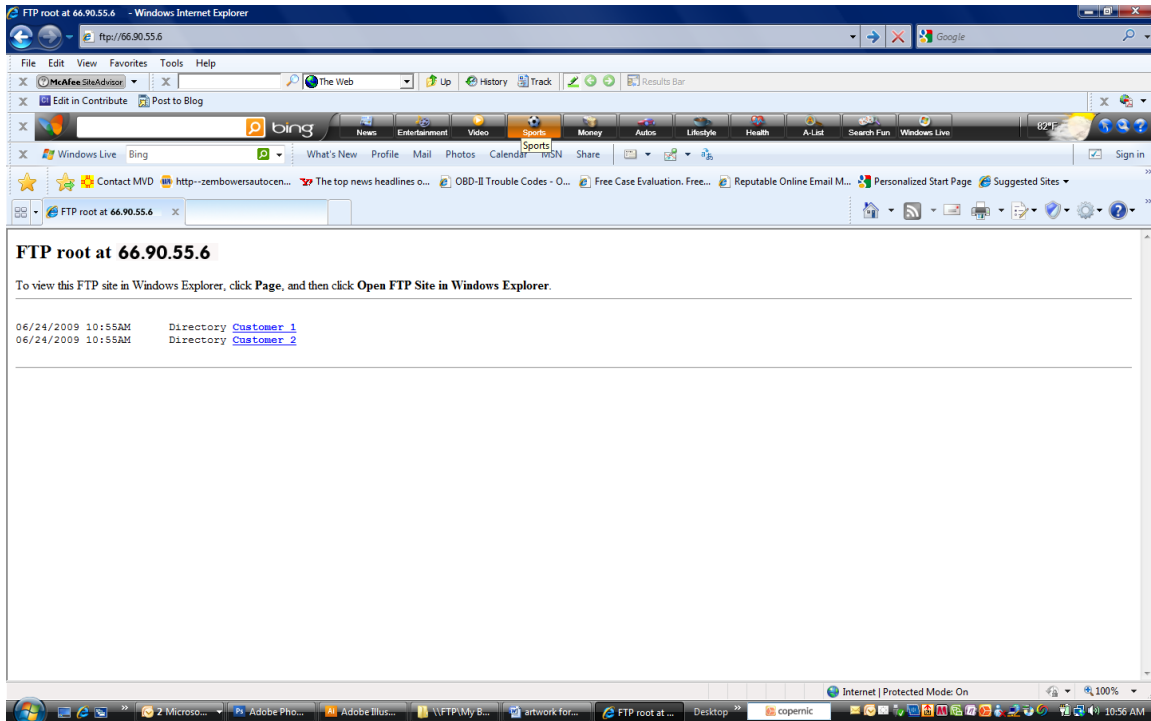 FTP root at 66.90.55.6 - Windows Internet Explorer
ftp://66.90.55.6 Google
File Edit View Favorites Tools Help
X McAfee SiteAdvisor X The Web Up History Track Results Bar
X Edit in Contribute Post to Blog X
X bing News Entertainment Video Sports Money Autos Lifestyle Health A-List Search Fun Windows Live 82°F
Sports
X Windows Live Bing What's New Profile Mail Photos Calendar MSN Share Sign in
Contact MVD http--zembowersautocen... The top news headlines o... OBD-II Trouble Codes - O... Free Case Evaluation. Free... Reputable Online Email M... Personalized Start Page Suggested Sites
FTP root at 66.90.55.6 X
FTP root at 66.90.55.6
To view this FTP site in Windows Explorer, click Page, and then click Open FTP Site in Windows Explorer.
06/24/2009 10:55AM Directory Customer 1
06/24/2009 10:55AM Directory Customer 2
Internet | Protected Mode: On 100%
2 Microso... Adobe Pho... Adobe Illus... \\FTP\My B... artwork for... FTP root at ... Desktop copernic 10:56 AM